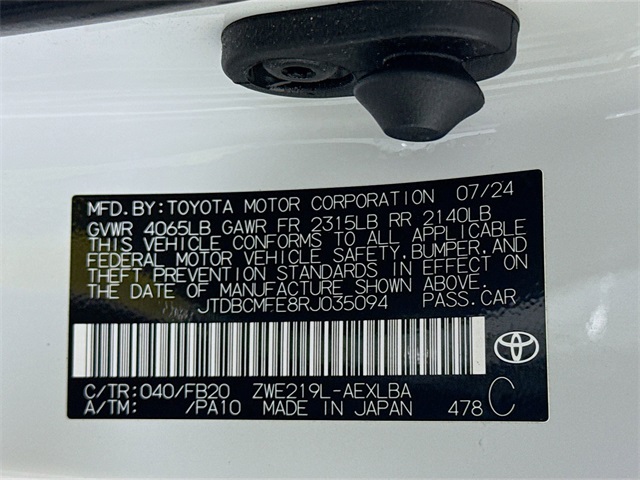 MFD. BY: TOYOTA MOTOR CORPORATION 07/24
GVWR 4065LB GAWR FR 2315LB RR 2140LB
THIS VEHICLE CONFORMS TO ALL APPLICABLE
FEDERAL MOTOR VEHICLE SAFETY, BUMPER, AND
THEFT PREVENTION STANDARDS IN EFFECT ON
THE DATE OF MANUFACTURE SHOWN ABOVE.
JTDBCMFE8RJ035094 PASS. CAR
C/TR: 040/FB20 ZWE219L-AEXLBA
A/TM: /PA10 MADE IN JAPAN 478 C